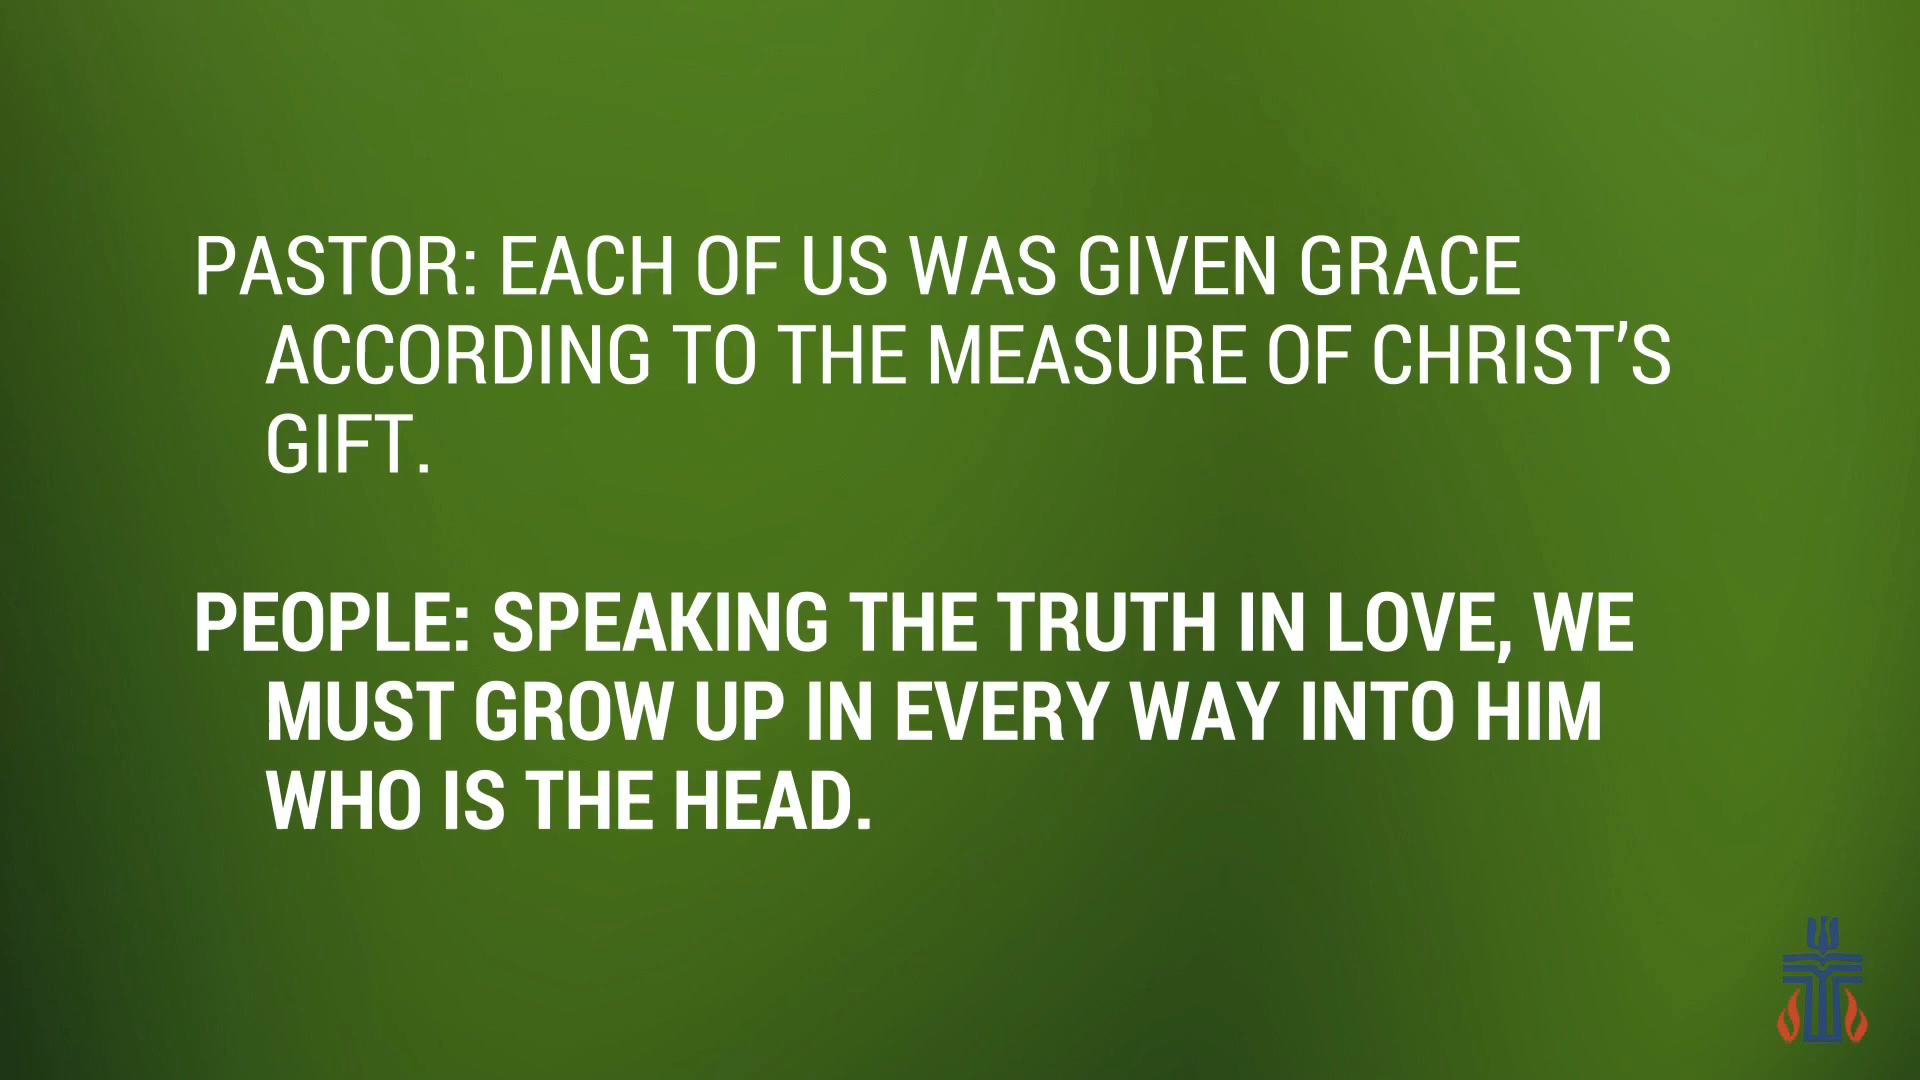 PASTOR: EACH OF US WAS GIVEN GRACE
ACCORDING TO THE MEASURE OF CHRIST’S
GIFT.
PEOPLE: SPEAKING THE TRUTH IN LOVE, WE
MUST GROW UP IN EVERY WAY INTO HIM
WHO IS THE HEAD.